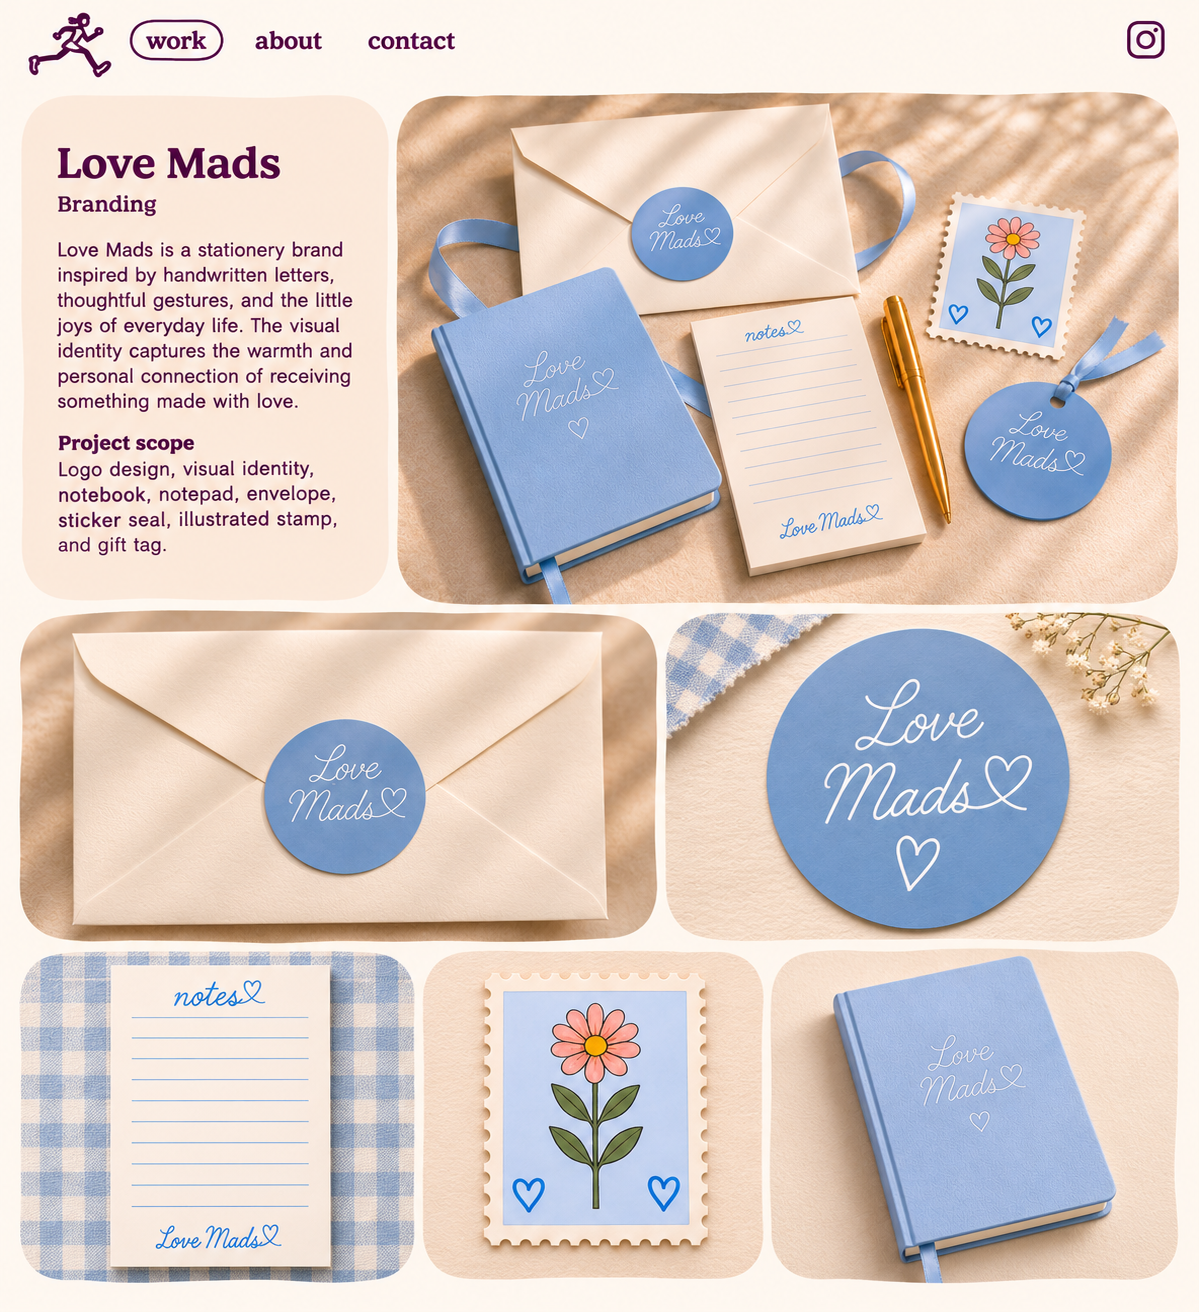 work about contact
Love Mads
Branding
Love Mads is a stationery brand
inspired by handwritten letters,
thoughtful gestures, and the little
joys of everyday life. The visual
identity captures the warmth and
personal connection of receiving
something made with love.
Project scope
Logo design, visual identity,
notebook, notepad, envelope,
sticker seal, illustrated stamp,
and gift tag.
Love
Mads
Love
Mads
notes
Love Mads
Love
Mads
Love
Mads
Love
Mads
notes
Love Mads
Love
Mads